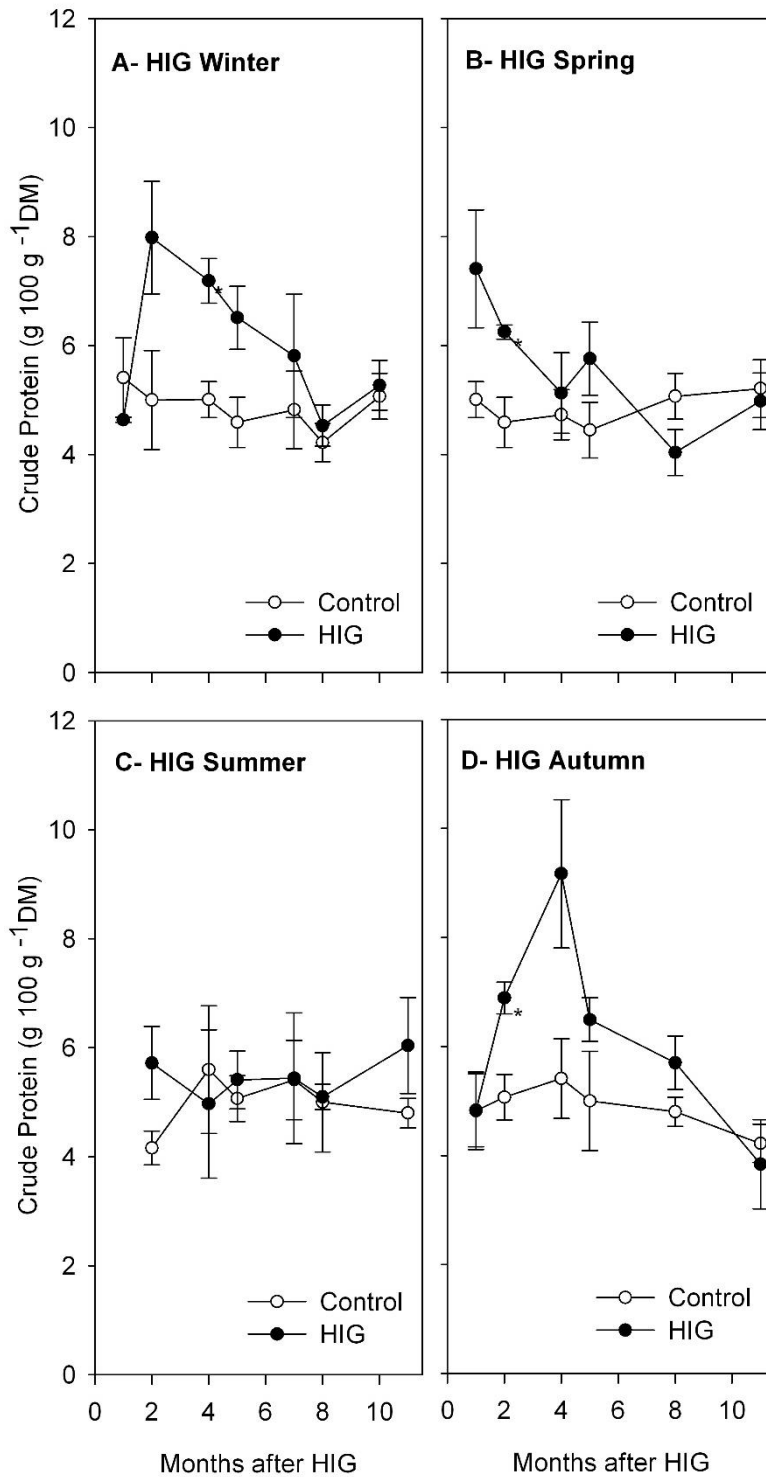 12
10
8
6
4
2
0
Crude Protein (g 100 g ⁻¹DM)
A- HIG Winter
*
Control
HIG
B- HIG Spring
*
Control
HIG
12
10
8
6
4
2
0
Crude Protein (g 100 g ⁻¹DM)
C- HIG Summer
Control
HIG
0 2 4 6 8 10
Months after HIG
D- HIG Autumn
*
Control
HIG
0 2 4 6 8 10
Months after HIG